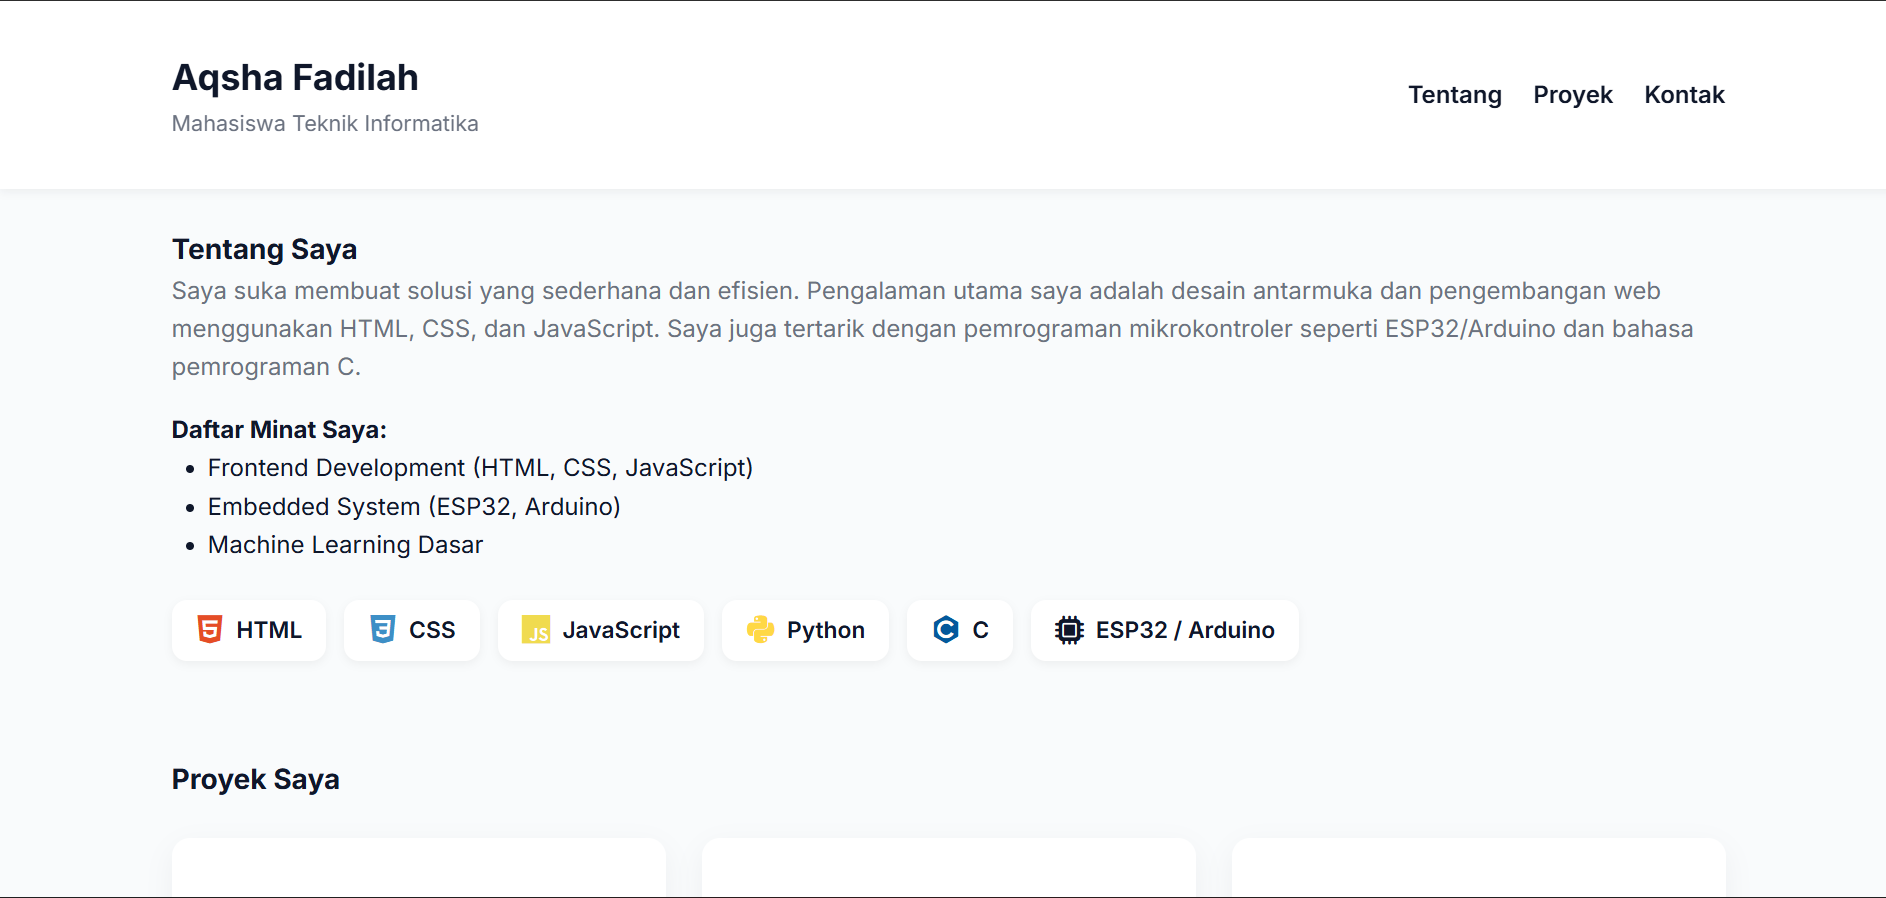 Aqsha Fadilah
Mahasiswa Teknik Informatika
Tentang Proyek Kontak
Tentang Saya
Saya suka membuat solusi yang sederhana dan efisien. Pengalaman utama saya adalah desain antarmuka dan pengembangan web
menggunakan HTML, CSS, dan JavaScript. Saya juga tertarik dengan pemrograman mikrokontroler seperti ESP32/Arduino dan bahasa
pemrograman C.
Daftar Minat Saya:
• Frontend Development (HTML, CSS, JavaScript)
• Embedded System (ESP32, Arduino)
• Machine Learning Dasar
5 HTML 3 CSS JS JavaScript Python C C ESP32 / Arduino
Proyek Saya